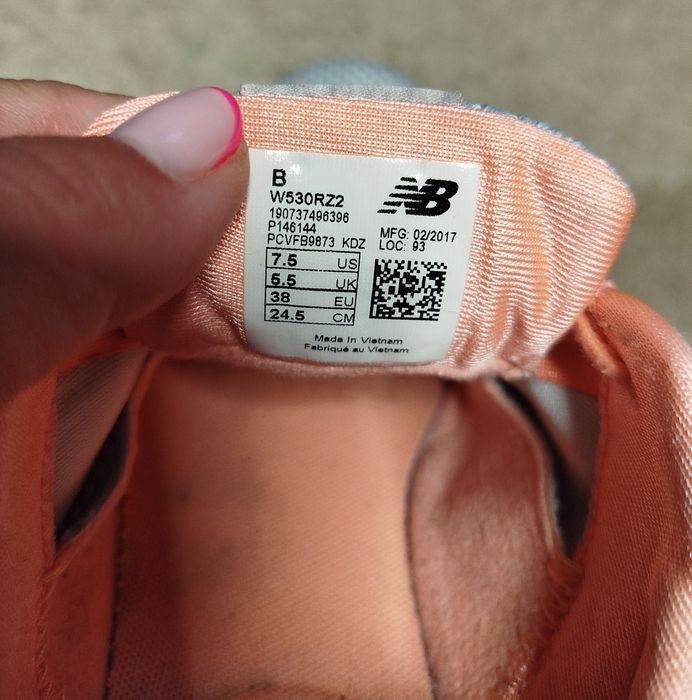 B
W530RZ2
190737496396
P146144
PCVFB9873 KDZ
7.5 US
5.5 UK
38 EU
24.5 CM
NB
MFG: 02/2017
LOC: 93
Made In Vietnam
Fabriqué au Vietnam